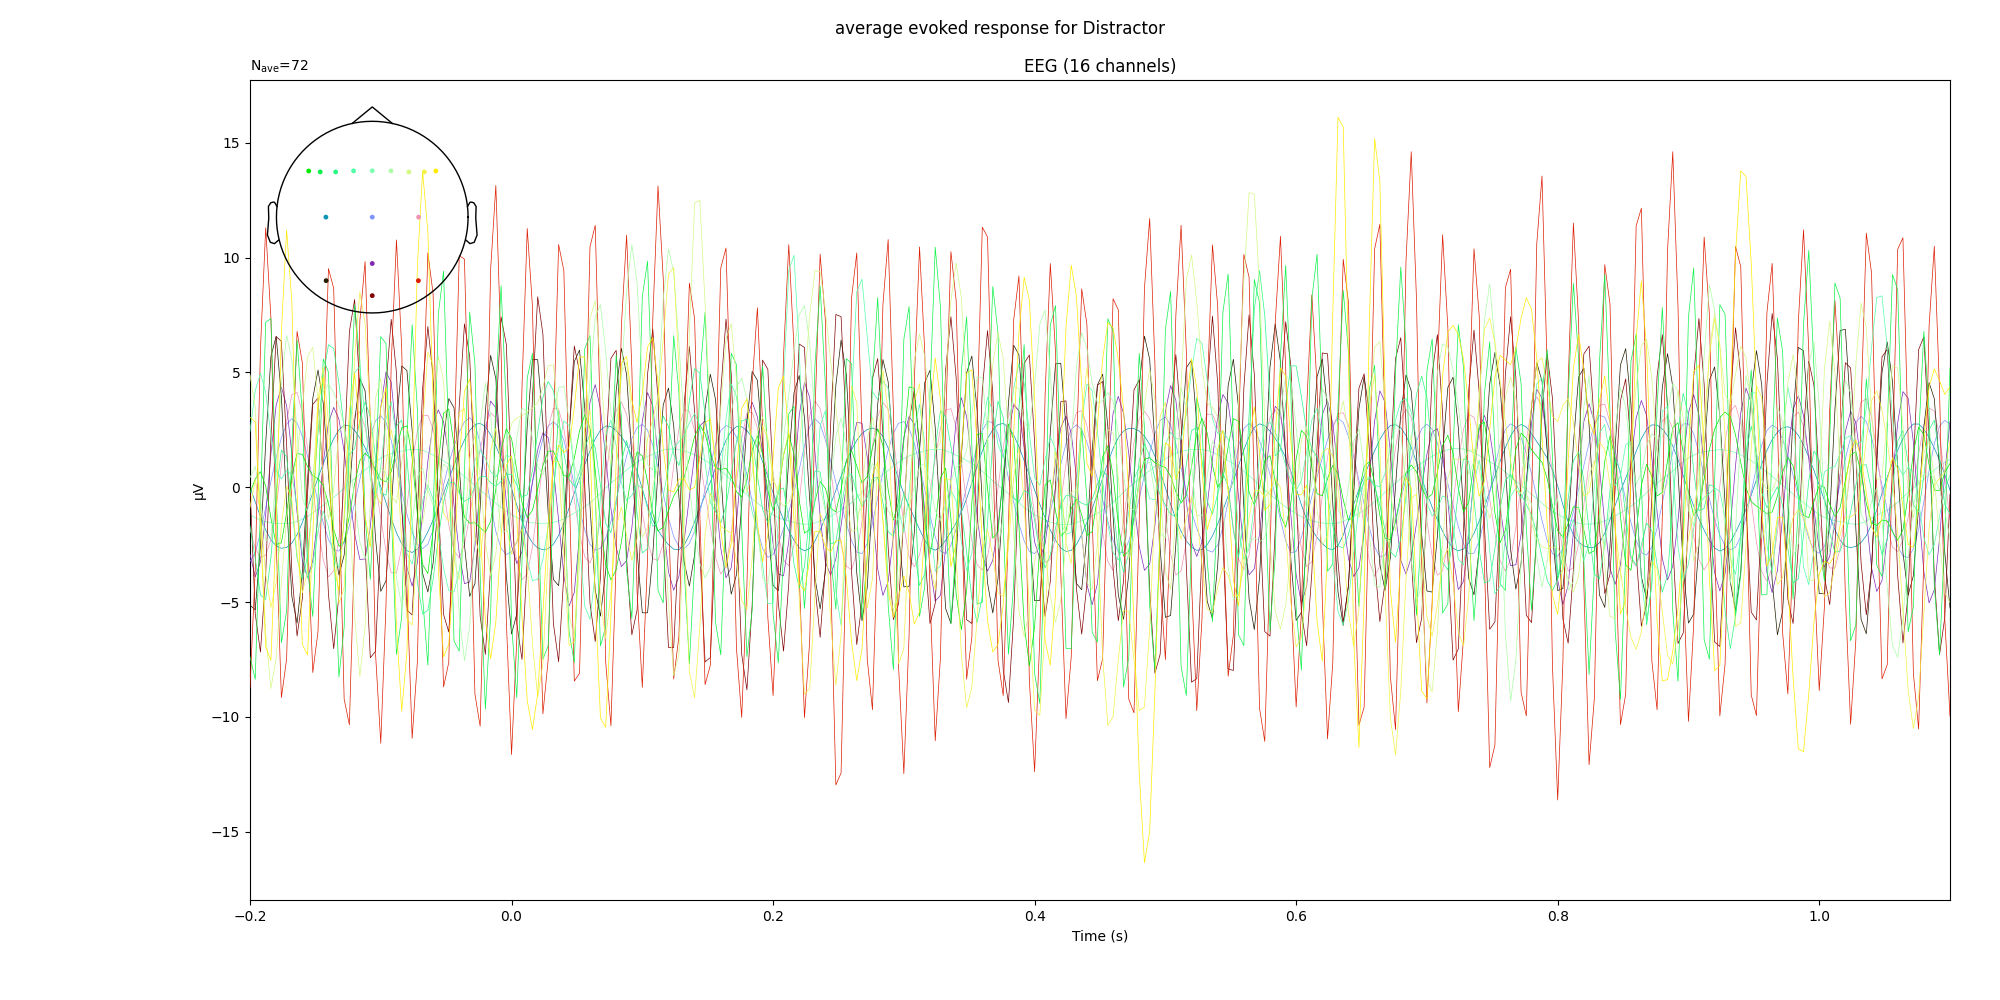 average evoked response for Distractor
Nave=72
EEG (16 channels)
15
10
5
0
−5
−10
−15
µV
−0.2 0.0 0.2 0.4 0.6 0.8 1.0
Time (s)